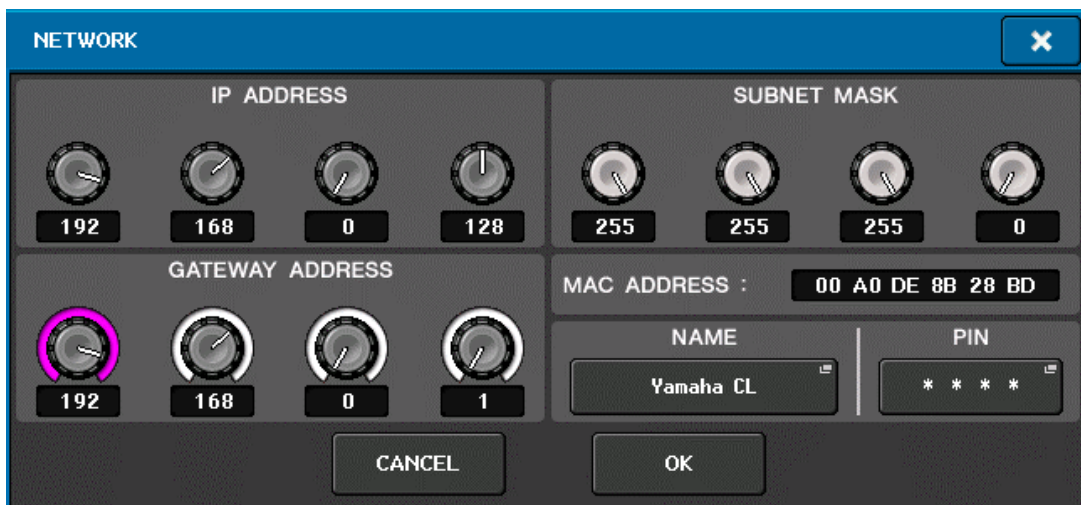 NETWORK
IP ADDRESS
192 168 0 128
SUBNET MASK
255 255 255 0
GATEWAY ADDRESS
192 168 0 1
MAC ADDRESS : 00 A0 DE 8B 28 BD
NAME
Yamaha CL
PIN
* * * *
CANCEL
OK